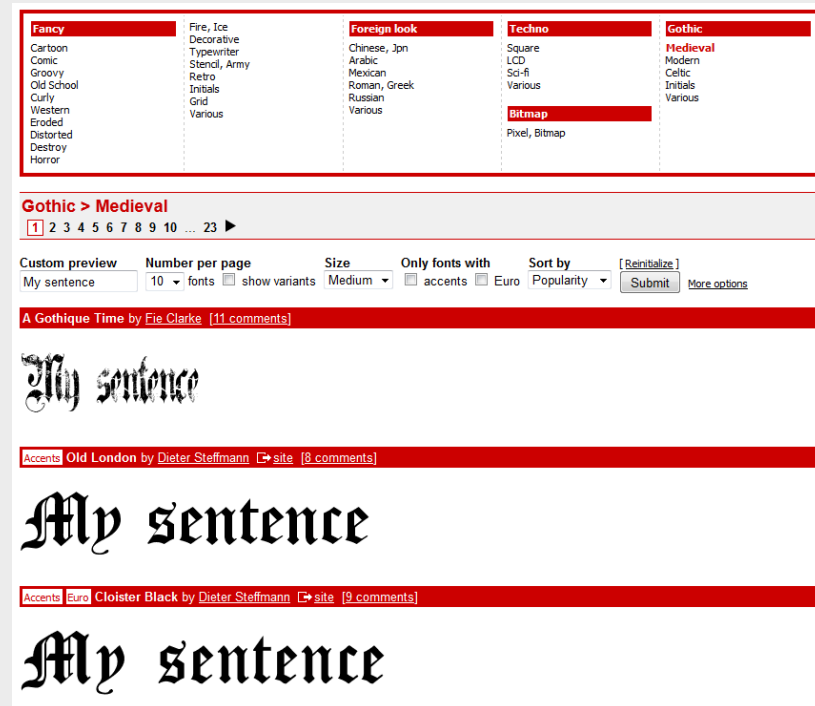 Fancy
Cartoon
Comic
Groovy
Old School
Curly
Western
Eroded
Distorted
Destroy
Horror
Fire, Ice
Decorative
Typewriter
Stencil, Army
Retro
Initials
Grid
Various
Foreign look
Chinese, Jpn
Arabic
Mexican
Roman, Greek
Russian
Various
Techno
Square
LCD
Sci-fi
Various
Bitmap
Pixel, Bitmap
Gothic
Medieval
Modern
Celtic
Initials
Various
Gothic > Medieval
1 2 3 4 5 6 7 8 9 10 ... 23
Custom preview Number per page Size Only fonts with Sort by [ Reinitialize ]
My sentence 10 fonts show variants Medium accents Euro Popularity Submit More options
A Gothique Time by Fie Clarke [11 comments]
My sentence
Accents Old London by Dieter Steffmann site [8 comments]
My sentence
Accents Euro Cloister Black by Dieter Steffmann site [9 comments]
My sentence